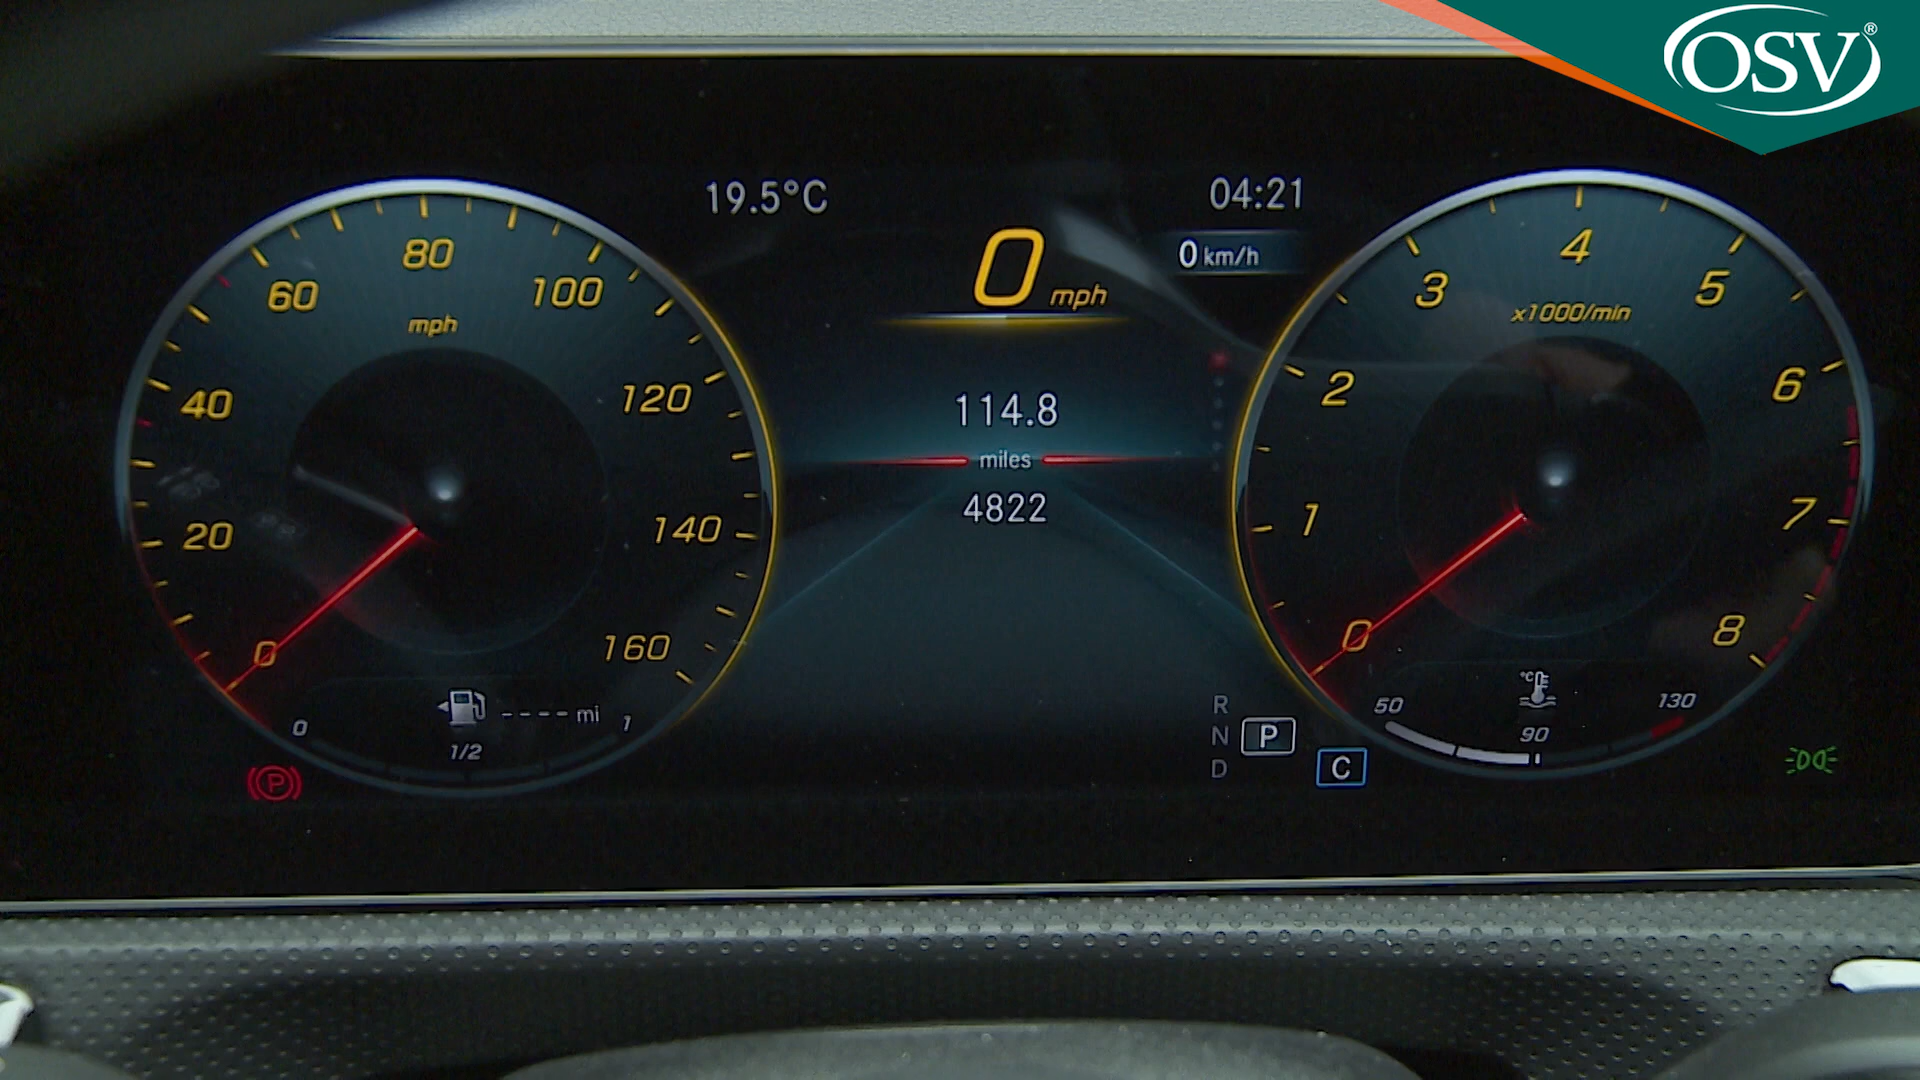 OSV®
19.5°C
04:21
0 mph
0 km/h
114.8
miles
4822
0
20
40
60
80
100
120
140
160
mph
0
1
2
3
4
5
6
7
8
x1000/min
0
1/2
1
---- mi
R
N
D
P
C
°C
50
90
130
(P)